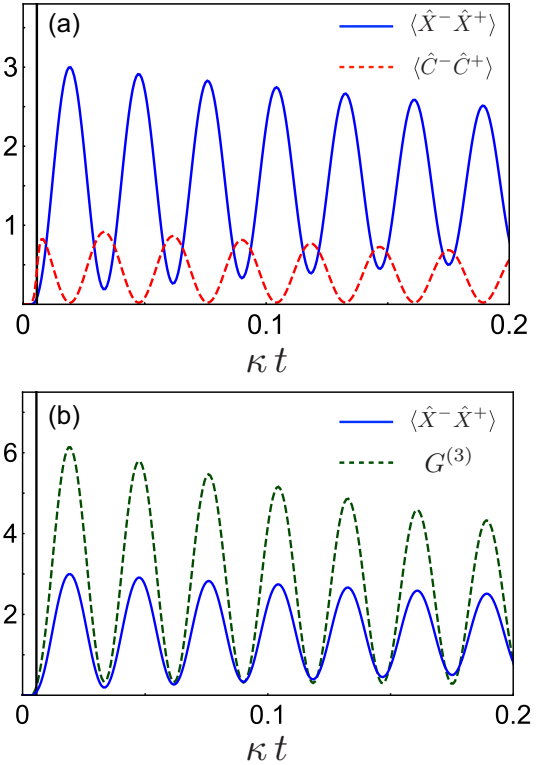 (a)
⟨X̂⁻X̂⁺⟩
⟨Ĉ⁻Ĉ⁺⟩
3
2
1
0 0.1 0.2
κ t
(b)
⟨X̂⁻X̂⁺⟩
G⁽³⁾
6
4
2
0 0.1 0.2
κ t